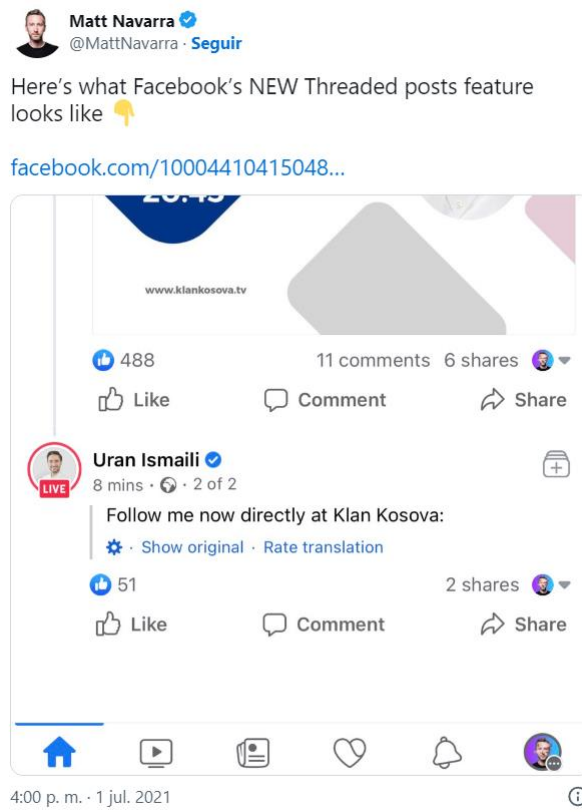 Matt Navarra
@MattNavarra · Seguir
Here's what Facebook's NEW Threaded posts feature
looks like 👇
facebook.com/10004410415048...
www.klankosova.tv
488 11 comments 6 shares
Like Comment Share
Uran Ismaili
LIVE 8 mins · · 2 of 2
Follow me now directly at Klan Kosova:
· Show original · Rate translation
51 2 shares
Like Comment Share
4:00 p. m. · 1 jul. 2021